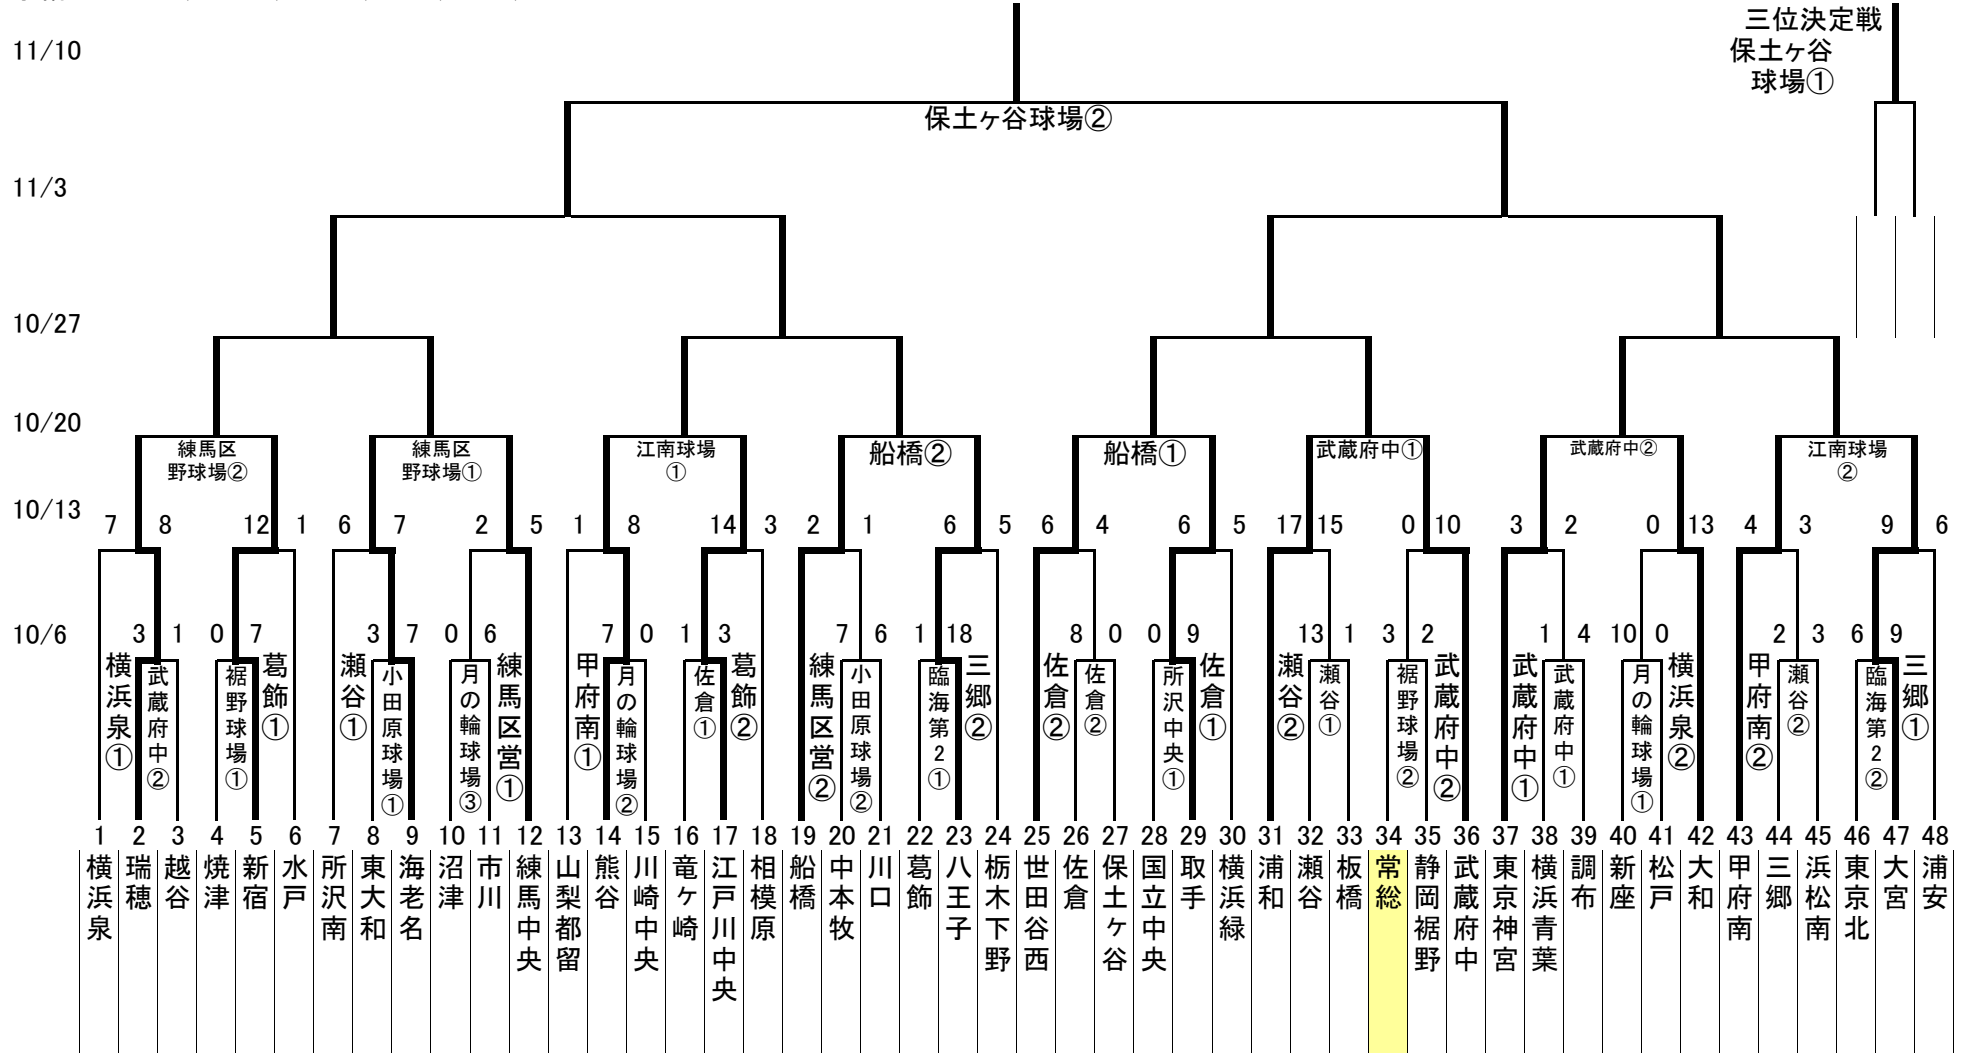 三位決定戦
11/10
保土ヶ谷
球場①
保土ヶ谷球場②
11/3
10/27
10/20
練馬区
野球場②
練馬区
野球場①
江南球場
①
船橋②
船橋①
武蔵府中①
武蔵府中②
江南球場
②
10/13
7 8 12 1 6 7 2 5 1 8 14 3 2 1 6 5 6 4 6 5 17 15 0 10 3 2 0 13 4 3 9 6
10/6
3 1 0 7 3 7 0 6 7 0 1 3 7 6 1 18 8 0 0 9 13 1 3 2 1 4 10 0 2 3 6 9
横浜泉①
武蔵府中②
裾野球場①
葛飾①
瀬谷①
小田原球場①
月の輪球場③
練馬区営①
甲府南①
月の輪球場②
佐倉①
葛飾②
練馬区営②
小田原球場②
臨海第2①
三郷②
佐倉②
佐倉②
所沢中央①
佐倉①
瀬谷②
瀬谷①
裾野球場②
武蔵府中②
武蔵府中①
武蔵府中①
月の輪球場①
横浜泉②
甲府南②
瀬谷②
臨海第2②
三郷①
1 2 3 4 5 6 7 8 9 10 11 12 13 14 15 16 17 18 19 20 21 22 23 24 25 26 27 28 29 30 31 32 33 34 35 36 37 38 39 40 41 42 43 44 45 46 47 48
横浜泉
瑞穂
越谷
焼津
新宿
水戸
所沢南
東大和
海老名
沼津
市川
練馬中央
山梨都留
熊谷
川崎中央
竜ヶ崎
江戸川中央
相模原
船橋
中本牧
川口
葛飾
八王子
栃木下野
世田谷西
佐倉
保土ヶ谷
国立中央
取手
横浜緑
浦和
瀬谷
板橋
常総
静岡裾野
武蔵府中
東京神宮
横浜青葉
調布
新座
松戸
大和
甲府南
三郷
浜松南
東京北
大宮
浦安